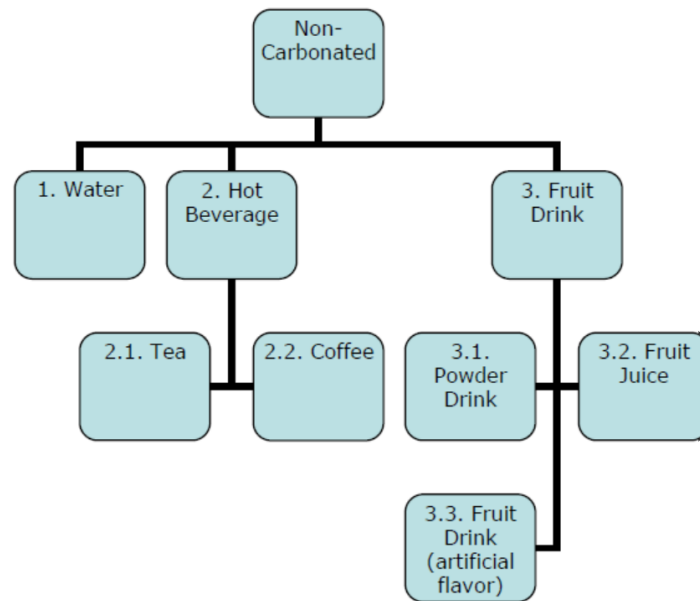 Non-
Carbonated
1. Water
2. Hot
Beverage
3. Fruit
Drink
2.1. Tea
2.2. Coffee
3.1.
Powder
Drink
3.2. Fruit
Juice
3.3. Fruit
Drink
(artificial
flavor)